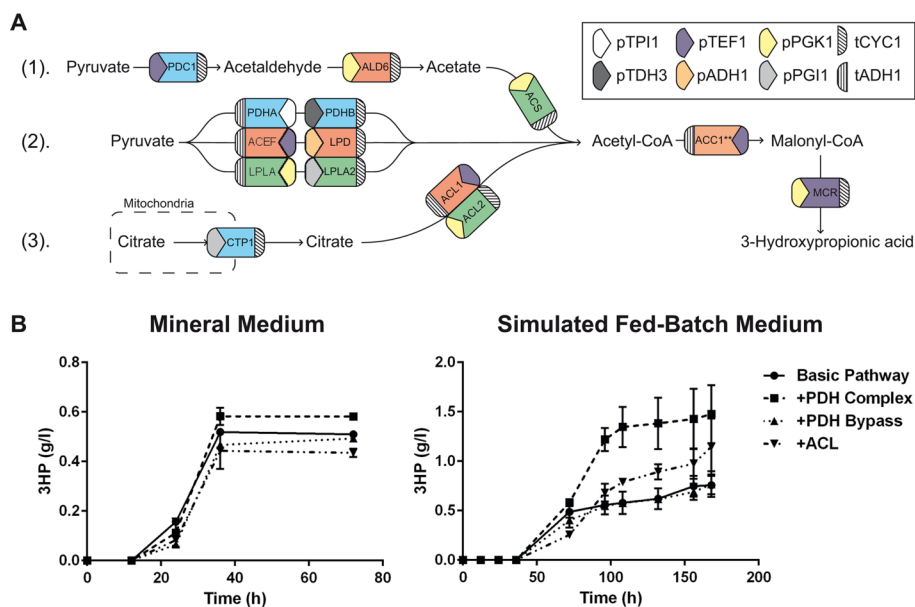 A
(1). Pyruvate PDC1 Acetaldehyde ALD6 Acetate
ACS
pTPI1 pTEF1 pPGK1 tCYC1
pTDH3 pADH1 pPGI1 tADH1
PDHA PDHB
(2). Pyruvate ACEF LPD
LPLA LPLA2
Acetyl-CoA ACC1** Malonyl-CoA
MCR
3-Hydroxypropionic acid
ACL1
ACL2
Mitochondria
(3). Citrate CTP1 Citrate
B
Mineral Medium
3HP (g/l)
0.8
0.6
0.4
0.2
0.0
0 20 40 60 80
Time (h)
Simulated Fed-Batch Medium
3HP (g/l)
2.0
1.5
1.0
0.5
0.0
0 50 100 150 200
Time (h)
Basic Pathway
+PDH Complex
+PDH Bypass
+ACL